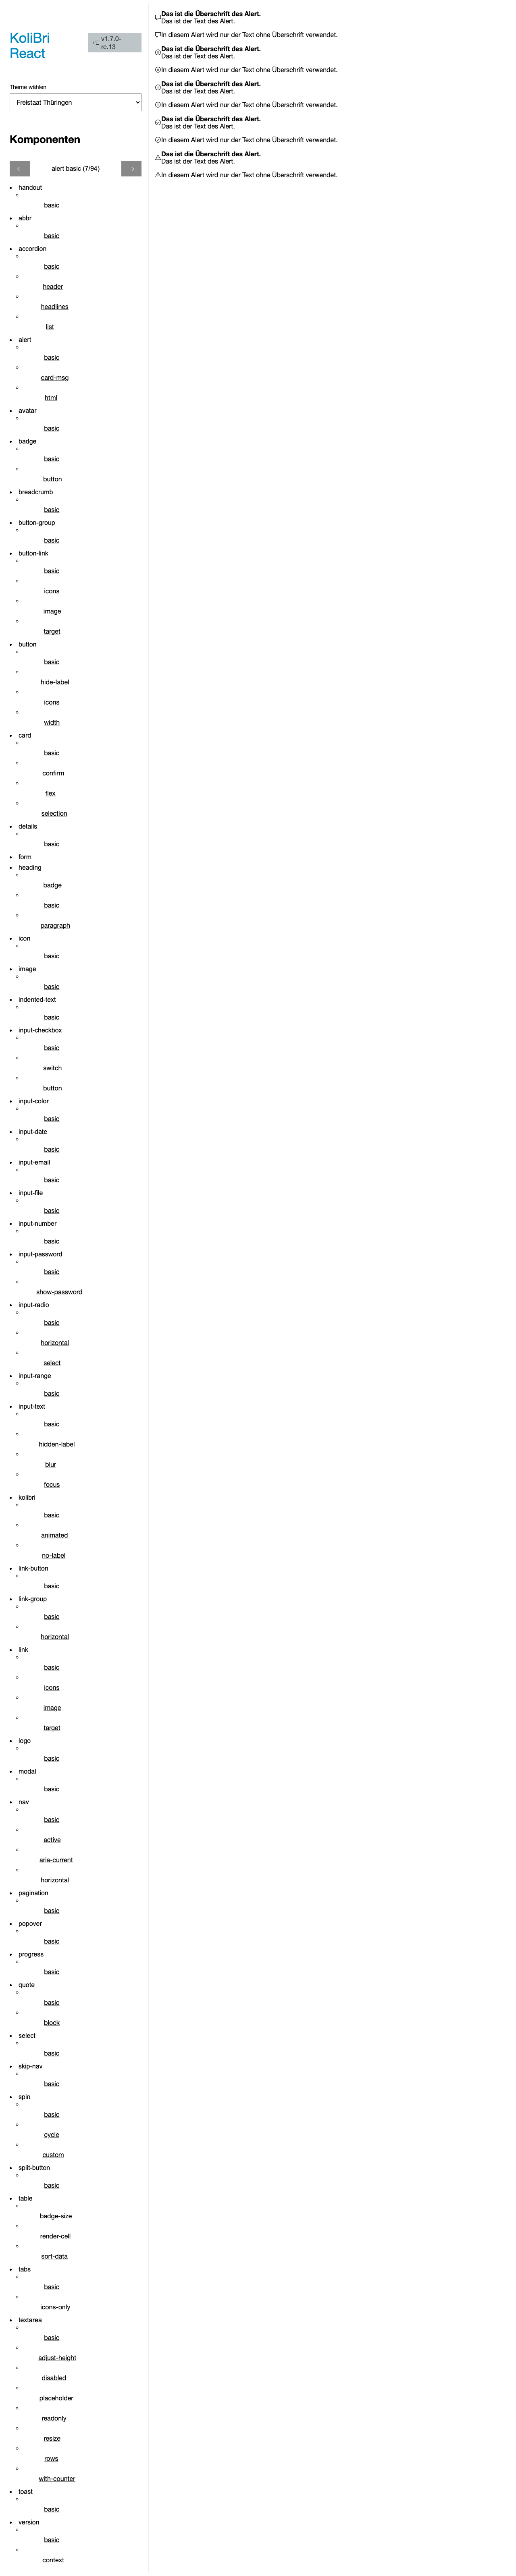 KoliBri
React
v1.7.0-
rc.13
Theme wählen
Freistaat Thüringen
Komponenten
alert basic (7/94)
handout
basic
abbr
basic
accordion
basic
header
headlines
list
alert
basic
card-msg
html
avatar
basic
badge
basic
button
breadcrumb
basic
button-group
basic
button-link
basic
icons
image
target
button
basic
hide-label
icons
width
card
basic
confirm
flex
selection
details
basic
form
heading
badge
basic
paragraph
icon
basic
image
basic
indented-text
basic
input-checkbox
basic
switch
button
input-color
basic
input-date
basic
input-email
basic
input-file
basic
input-number
basic
input-password
basic
show-password
input-radio
basic
horizontal
select
input-range
basic
input-text
basic
hidden-label
blur
focus
kolibri
basic
animated
no-label
link-button
basic
link-group
basic
horizontal
link
basic
icons
image
target
logo
basic
modal
basic
nav
basic
active
aria-current
horizontal
pagination
basic
popover
basic
progress
basic
quote
basic
block
select
basic
skip-nav
basic
spin
basic
cycle
custom
split-button
basic
table
badge-size
render-cell
sort-data
tabs
basic
icons-only
textarea
basic
adjust-height
disabled
placeholder
readonly
resize
rows
with-counter
toast
basic
version
basic
context
Das ist die Überschrift des Alert.
Das ist der Text des Alert.
In diesem Alert wird nur der Text ohne Überschrift verwendet.
Das ist die Überschrift des Alert.
Das ist der Text des Alert.
In diesem Alert wird nur der Text ohne Überschrift verwendet.
Das ist die Überschrift des Alert.
Das ist der Text des Alert.
In diesem Alert wird nur der Text ohne Überschrift verwendet.
Das ist die Überschrift des Alert.
Das ist der Text des Alert.
In diesem Alert wird nur der Text ohne Überschrift verwendet.
Das ist die Überschrift des Alert.
Das ist der Text des Alert.
In diesem Alert wird nur der Text ohne Überschrift verwendet.